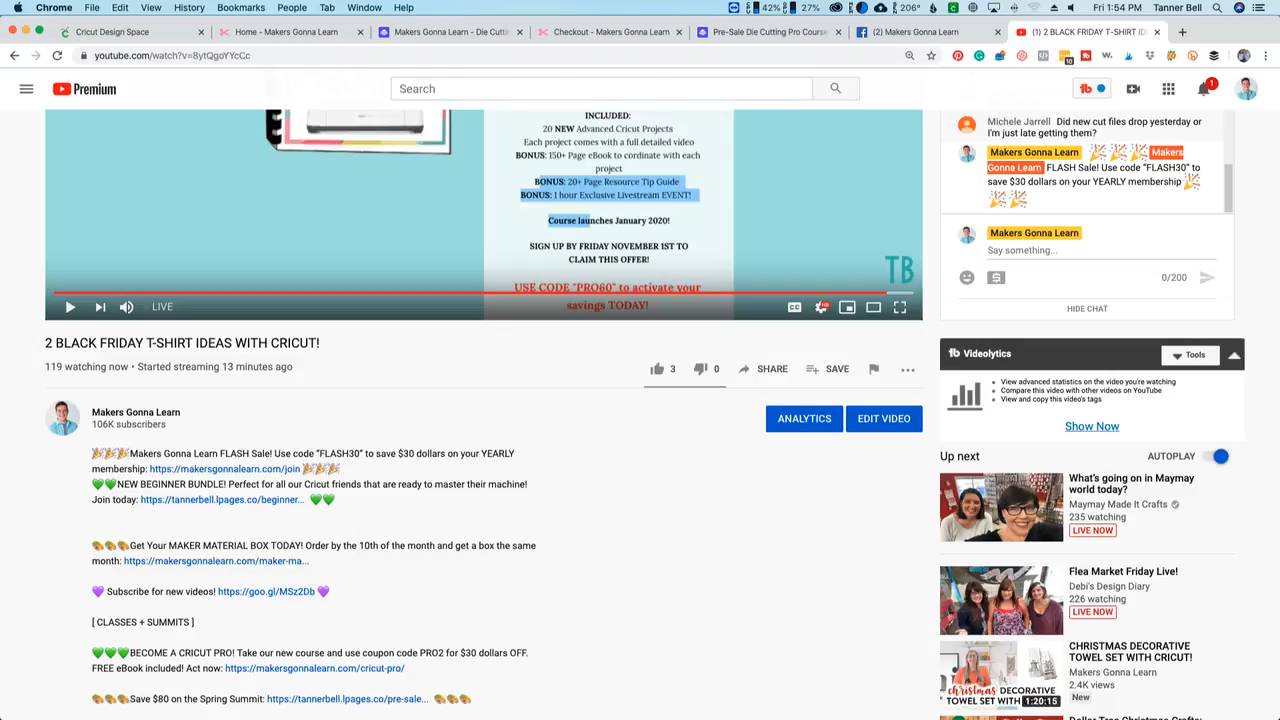 Chrome File Edit View History Bookmarks People Tab Window Help 42% 27% 206° Fri 1:54 PM Tanner Bell
Cricut Design Space
Home - Makers Gonna Learn
Makers Gonna Learn - Die Cuttin
Checkout - Makers Gonna Learn
Pre-Sale Die Cutting Pro Course
(2) Makers Gonna Learn
(1) 2 BLACK FRIDAY T-SHIRT IDE
youtube.com/watch?v=8ytQgoYYcCc
10
Premium
Search
tb
1
INCLUDED:
20 NEW Advanced Cricut Projects
Each project comes with a full detailed video
BONUS: 150+ Page eBook to cordinate with each
project
BONUS: 20+ Page Resource Tip Guide
BONUS: 1 hour Exclusive Livestream EVENT!
Course launches January 2020!
SIGN UP BY FRIDAY NOVEMBER 1ST TO
CLAIM THIS OFFER!
USE CODE "PRO60" to activate your
savings TODAY!
TB
LIVE
CC
HD
2 BLACK FRIDAY T-SHIRT IDEAS WITH CRICUT!
119 watching now • Started streaming 13 minutes ago
3
0
SHARE
SAVE
Makers Gonna Learn
106K subscribers
ANALYTICS
EDIT VIDEO
🎉🎉🎉Makers Gonna Learn FLASH Sale! Use code "FLASH30" to save $30 dollars on your YEARLY
membership: https://makersgonnalearn.com/join 🎉🎉🎉
💚💚NEW BEGINNER BUNDLE! Perfect for all our Cricut friends that are ready to master their machine!
Join today: https://tannerbell.lpages.co/beginner... 💚💚
🎨🎨🎨Get Your MAKER MATERIAL BOX TODAY! Order by the 10th of the month and get a box the same
month: https://makersgonnalearn.com/maker-ma...
💜 Subscribe for new videos! https://goo.gl/MSz2Db 💜
[ CLASSES + SUMMITS ]
💚💚💚BECOME A CRICUT PRO! Take our new course and use coupon code PRO2 for $30 dollars OFF.
FREE eBook included! Act now: https://makersgonnalearn.com/cricut-pro/
🎨🎨🎨Save $80 on the Spring Summit: https://tannerbell.lpages.co/pre-sale... 🎨🎨🎨
Michele Jarrell Did new cut files drop yesterday or
I'm just late getting them?
Makers Gonna Learn 🎉🎉🎉Makers
Gonna Learn FLASH Sale! Use code "FLASH30" to
save $30 dollars on your YEARLY membership 🎉
🎉🎉
Makers Gonna Learn
Say something...
0/200
HIDE CHAT
tb Videolytics
Tools
• View advanced statistics on the video you're watching
• Compare this video with other videos on YouTube
• View and copy this video's tags
Show Now
Up next
AUTOPLAY
What's going on in Maymay
world today?
Maymay Made It Crafts
235 watching
LIVE NOW
Flea Market Friday Live!
Debi's Design Diary
226 watching
LIVE NOW
CHRISTMAS DECORATIVE
TOWEL SET WITH CRICUT!
Makers Gonna Learn
2.4K views
New
christmas DECORATIVE
TOWEL SET WITH
1:20:15
Dollar Tree Christmas Crafts: